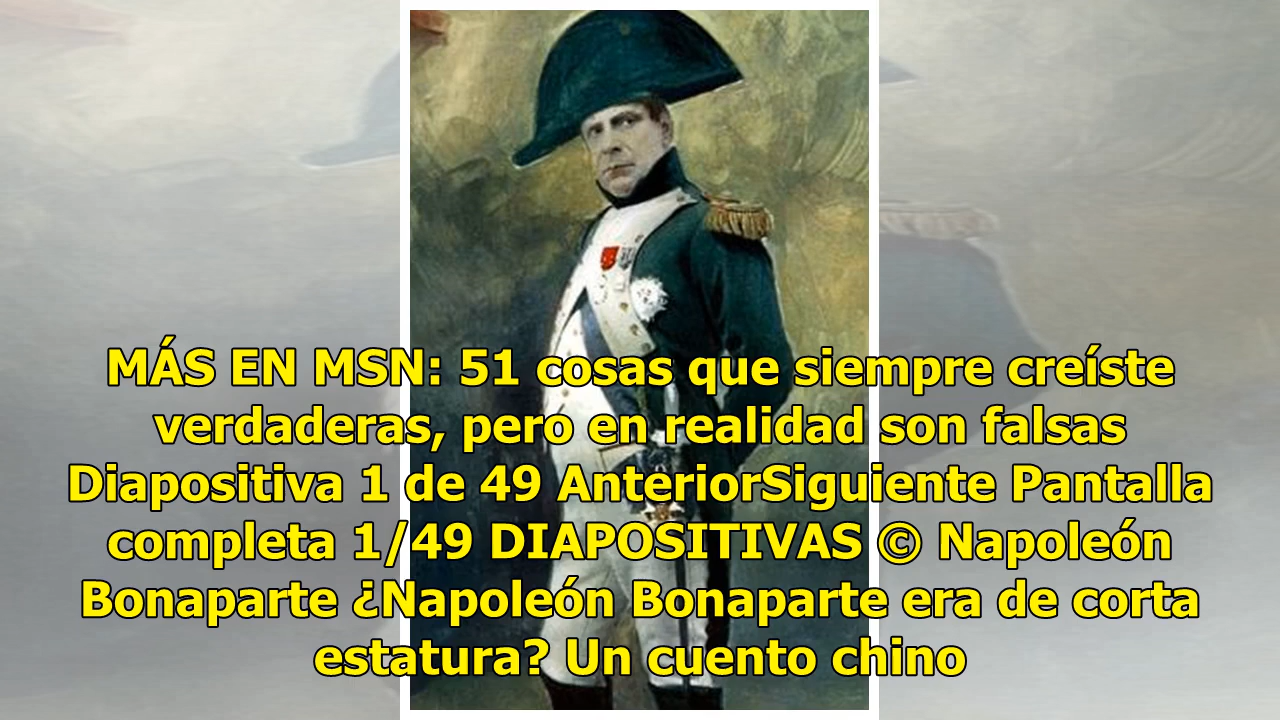 MÁS EN MSN: 51 cosas que siempre creíste
verdaderas, pero en realidad son falsas
Diapositiva 1 de 49 AnteriorSiguiente Pantalla
completa 1/49 DIAPOSITIVAS © Napoleón
Bonaparte ¿Napoleón Bonaparte era de corta
estatura? Un cuento chino